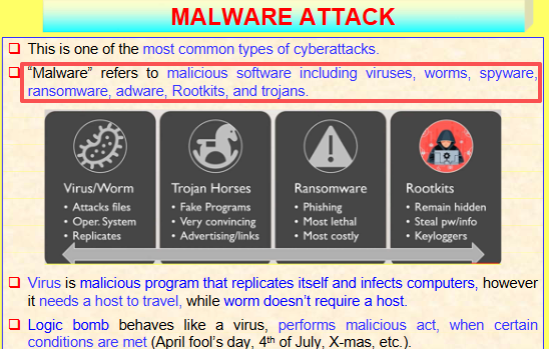 MALWARE ATTACK
This is one of the most common types of cyberattacks.
“Malware” refers to malicious software including viruses, worms, spyware,
ransomware, adware, Rootkits, and trojans.
Virus/Worm
• Attacks files
• Oper. System
• Replicates
Trojan Horses
• Fake Programs
• Very convincing
• Advertising/links
Ransomware
• Phishing
• Most lethal
• Most costly
Rootkits
• Remain hidden
• Steal pw/info
• Keyloggers
Virus is malicious program that replicates itself and infects computers, however
it needs a host to travel, while worm doesn’t require a host.
Logic bomb behaves like a virus, performs malicious act, when certain
conditions are met (April fool’s day, 4th of July, X-mas, etc.).